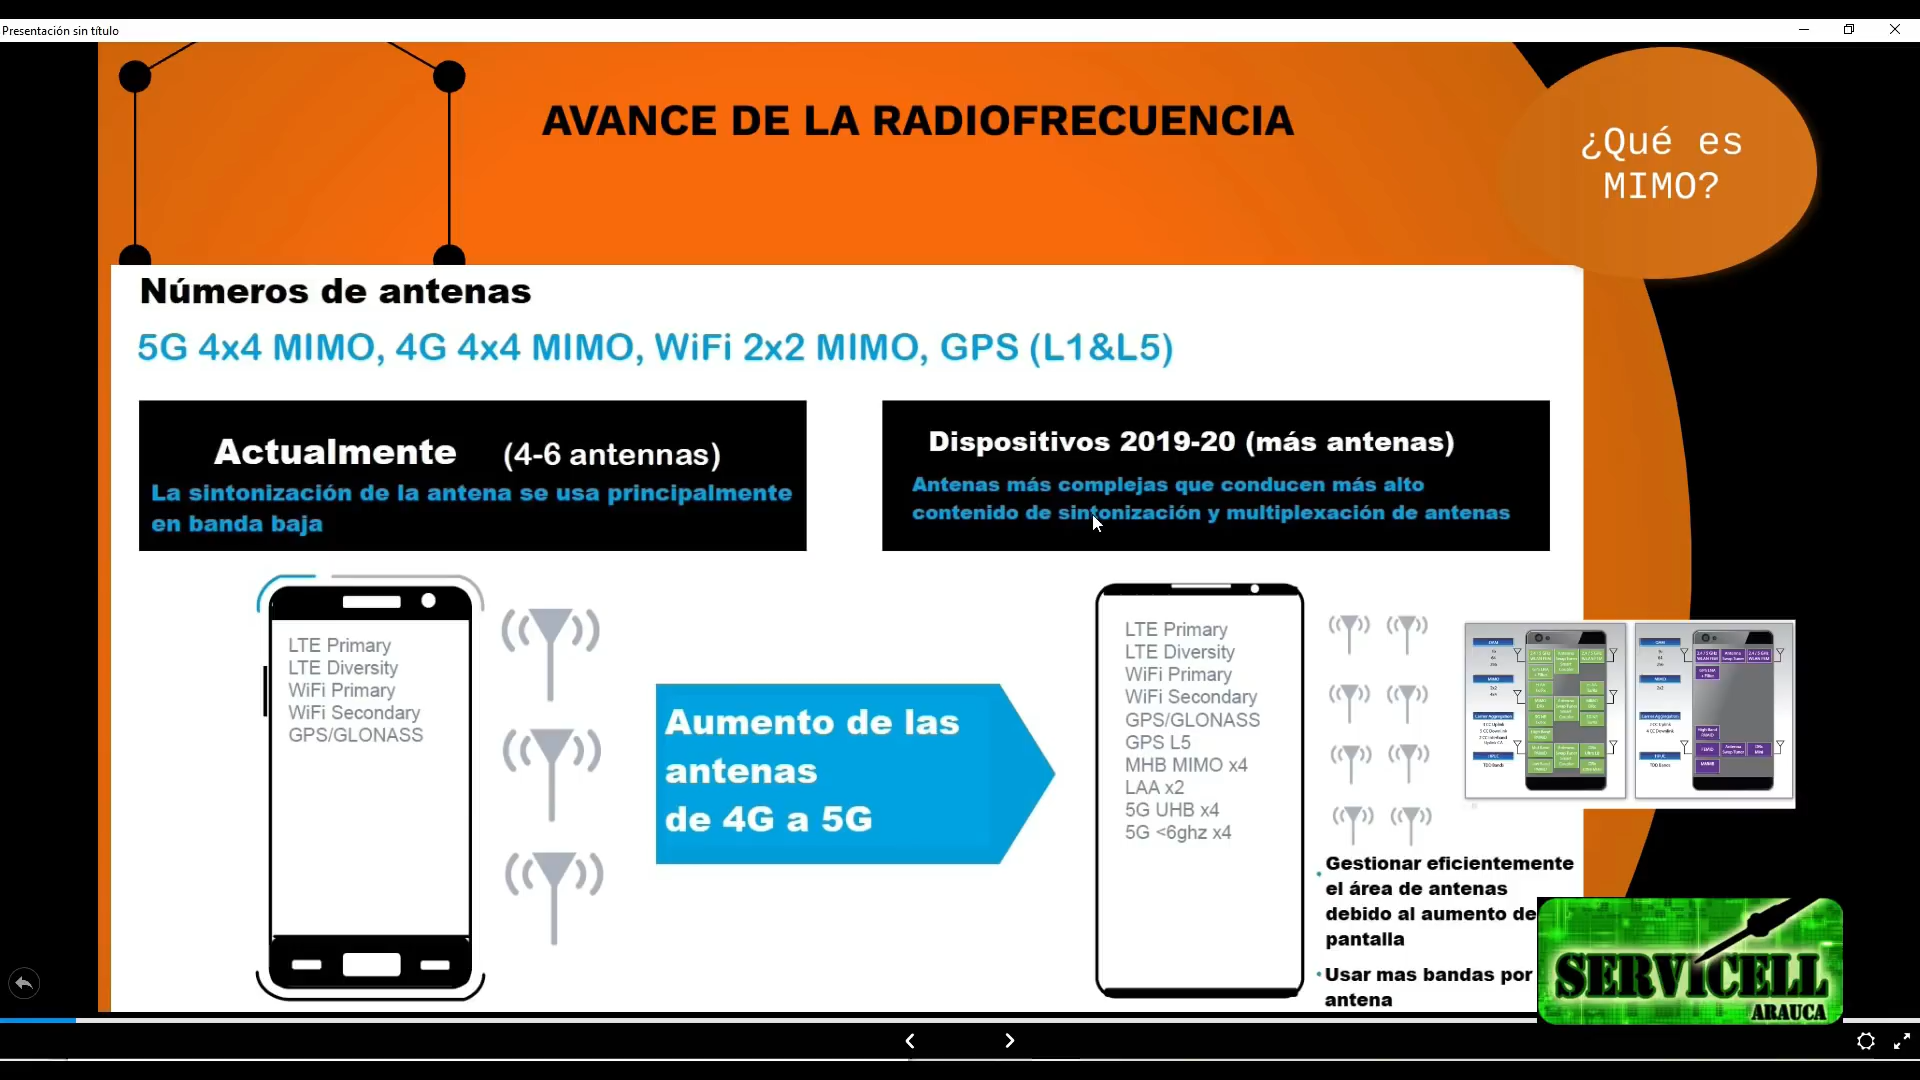 Presentación sin título
AVANCE DE LA RADIOFRECUENCIA
¿Qué es
MIMO?
Números de antenas
5G 4x4 MIMO, 4G 4x4 MIMO, WiFi 2x2 MIMO, GPS (L1&L5)
Actualmente (4-6 antennas)
La sintonización de la antena se usa principalmente
en banda baja
Dispositivos 2019-20 (más antenas)
Antenas más complejas que conducen más alto
contenido de sintonización y multiplexación de antenas
LTE Primary
LTE Diversity
WiFi Primary
WiFi Secondary
GPS/GLONASS
Aumento de las
antenas
de 4G a 5G
LTE Primary
LTE Diversity
WiFi Primary
WiFi Secondary
GPS/GLONASS
GPS L5
MHB MIMO x4
LAA x2
5G UHB x4
5G <6ghz x4
Gestionar eficientemente
el área de antenas
debido al aumento de
pantalla
Usar mas bandas por
antena
SERVICELL
ARAUCA